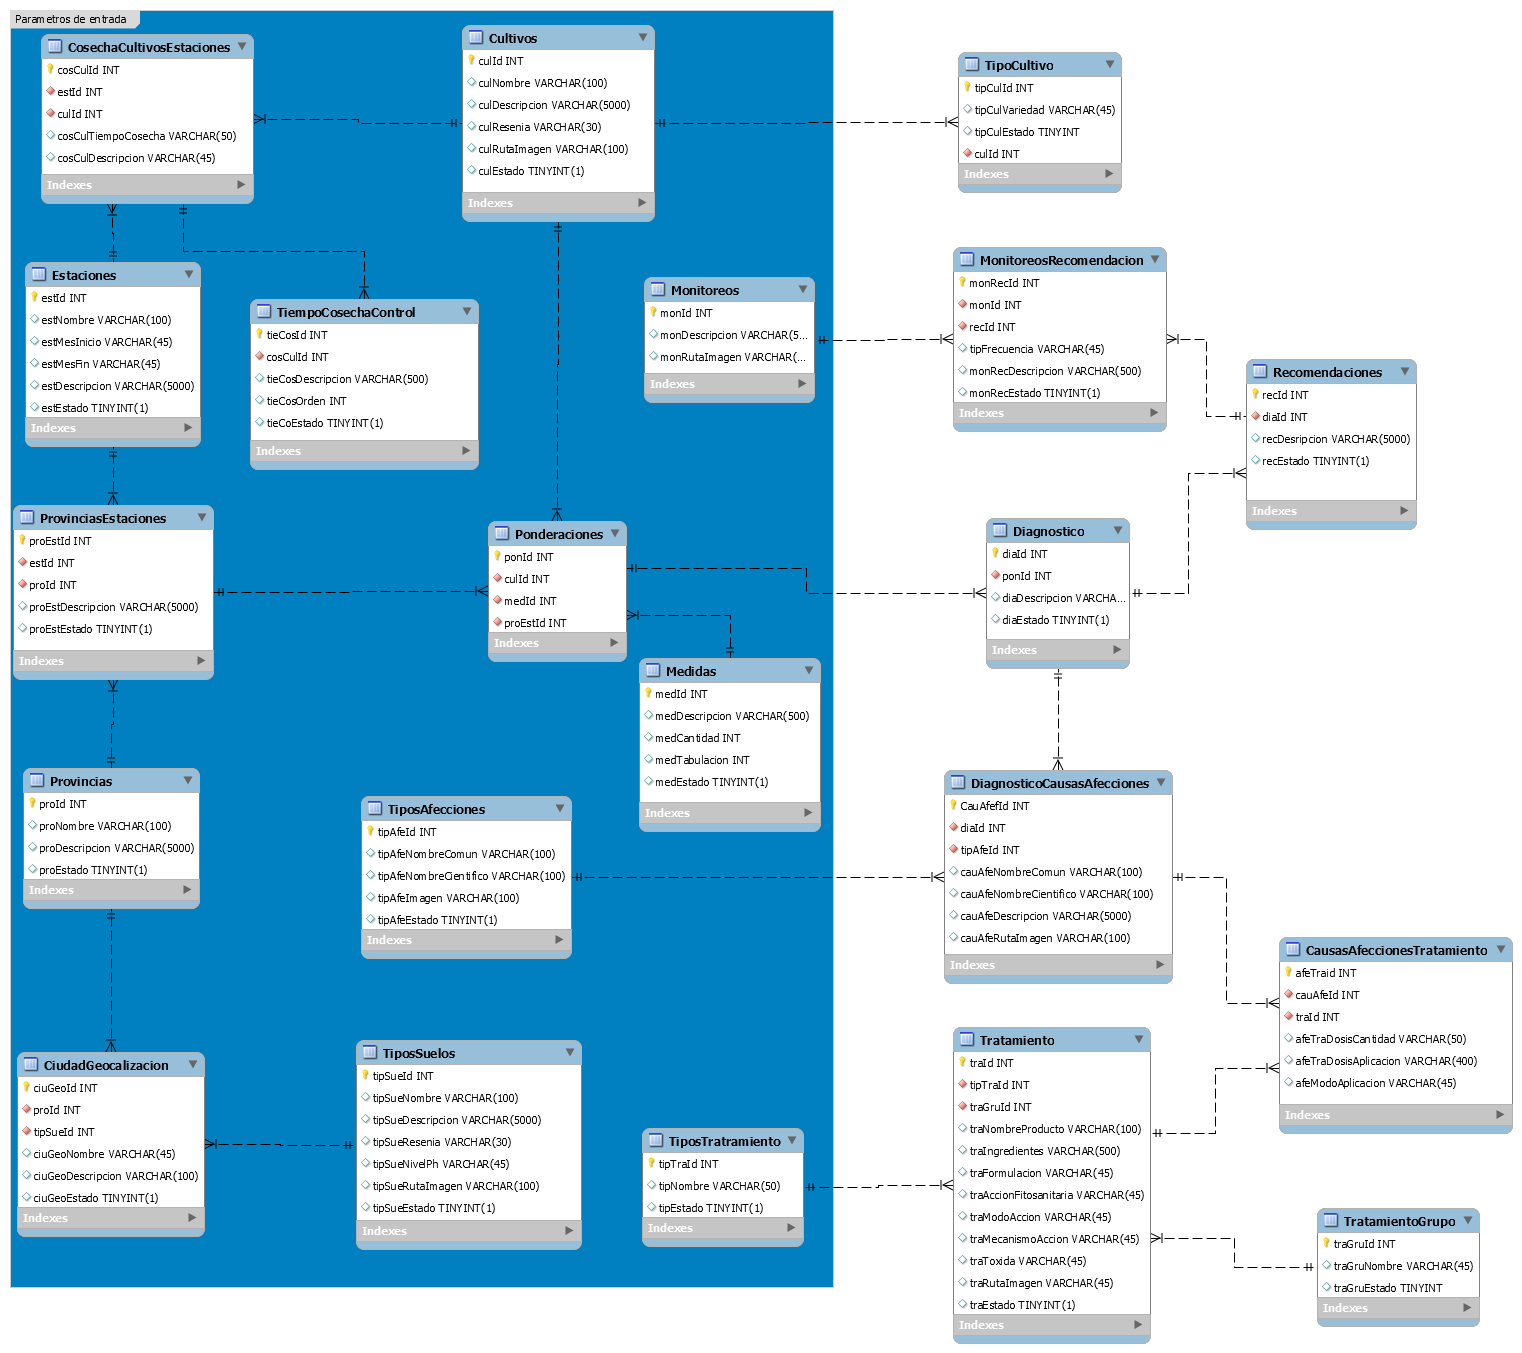 Parametros de entrada
CosechaCultivosEstaciones
cosCulId INT
estId INT
culId INT
cosCulTiempoCosecha VARCHAR(50)
cosCulDescripcion VARCHAR(45)
Indexes
Cultivos
culId INT
culNombre VARCHAR(100)
culDescripcion VARCHAR(5000)
culResenia VARCHAR(30)
culRutaImagen VARCHAR(100)
culEstado TINYINT(1)
Indexes
TipoCultivo
tipCulId INT
tipCulVariedad VARCHAR(45)
tipCulEstado TINYINT
culId INT
Indexes
Estaciones
estId INT
estNombre VARCHAR(100)
estMesInicio VARCHAR(45)
estMesFin VARCHAR(45)
estDescripcion VARCHAR(5000)
estEstado TINYINT(1)
Indexes
TiempoCosechaControl
tieCosId INT
cosCulId INT
tieCosDescripcion VARCHAR(500)
tieCosOrden INT
tieCoEstado TINYINT(1)
Indexes
Monitoreos
monId INT
monDescripcion VARCHAR(5...
monRutaImagen VARCHAR(...
Indexes
MonitoreosRecomendacion
monRecId INT
monId INT
recId INT
tipFrecuencia VARCHAR(45)
monRecDescripcion VARCHAR(500)
monRecEstado TINYINT(1)
Indexes
Recomendaciones
recId INT
diaId INT
recDesripcion VARCHAR(5000)
recEstado TINYINT(1)
Indexes
ProvinciasEstaciones
proEstId INT
estId INT
proId INT
proEstDescripcion VARCHAR(5000)
proEstEstado TINYINT(1)
Indexes
Ponderaciones
ponId INT
culId INT
medId INT
proEstId INT
Indexes
Diagnostico
diaId INT
ponId INT
diaDescripcion VARCHA...
diaEstado TINYINT(1)
Indexes
Medidas
medId INT
medDescripcion VARCHAR(500)
medCantidad INT
medTabulacion INT
medEstado TINYINT(1)
Indexes
Provincias
proId INT
proNombre VARCHAR(100)
proDescripcion VARCHAR(5000)
proEstado TINYINT(1)
Indexes
TiposAfecciones
tipAfeId INT
tipAfeNombreComun VARCHAR(100)
tipAfeNombreCientifico VARCHAR(100)
tipAfeImagen VARCHAR(100)
tipAfeEstado TINYINT(1)
Indexes
DiagnosticoCausasAfecciones
CauAfefId INT
diaId INT
tipAfeId INT
cauAfeNombreComun VARCHAR(100)
cauAfeNombreCientifico VARCHAR(100)
cauAfeDescripcion VARCHAR(5000)
cauAfeRutaImagen VARCHAR(100)
Indexes
CausasAfeccionesTratamiento
afeTraid INT
cauAfeId INT
traId INT
afeTraDosisCantidad VARCHAR(50)
afeTraDosisAplicacion VARCHAR(400)
afeModoAplicacion VARCHAR(45)
Indexes
CiudadGeocalizacion
ciuGeoId INT
proId INT
tipSueId INT
ciuGeoNombre VARCHAR(45)
ciuGeoDescripcion VARCHAR(100)
ciuGeoEstado TINYINT(1)
Indexes
TiposSuelos
tipSueId INT
tipSueNombre VARCHAR(100)
tipSueDescripcion VARCHAR(5000)
tipSueResenia VARCHAR(30)
tipSueNivelPh VARCHAR(45)
tipSueRutaImagen VARCHAR(100)
tipSueEstado TINYINT(1)
Indexes
TiposTratramiento
tipTraId INT
tipNombre VARCHAR(50)
tipEstado TINYINT(1)
Indexes
Tratamiento
traId INT
tipTraId INT
traGruId INT
traNombreProducto VARCHAR(100)
traIngredientes VARCHAR(500)
traFormulacion VARCHAR(45)
traAccionFitosanitaria VARCHAR(45)
traModoAccion VARCHAR(45)
traMecanismoAccion VARCHAR(45)
traToxida VARCHAR(45)
traRutaImagen VARCHAR(45)
traEstado TINYINT(1)
Indexes
TratamientoGrupo
traGruId INT
traGruNombre VARCHAR(45)
traGruEstado TINYINT
Indexes